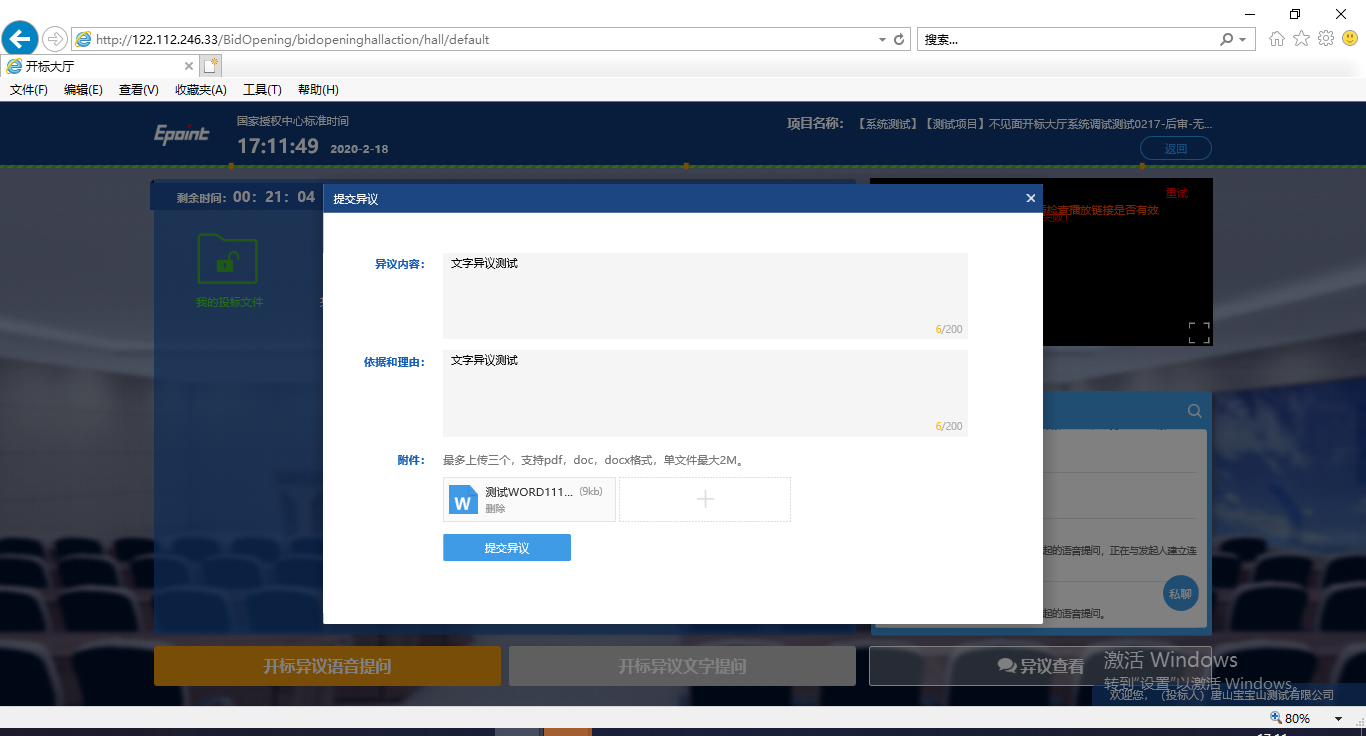 http://122.112.246.33/BidOpening/bidopeninghallaction/hall/default
搜索...
开标大厅
文件(F) 编辑(E) 查看(V) 收藏夹(A) 工具(T) 帮助(H)
Epoint
国家授权中心标准时间
17:11:49 2020-2-18
项目名称: 【系统测试】【测试项目】不见面开标大厅系统调试测试0217-后审-无...
返回
剩余时间: 00: 21: 04
提交异议
重试
检查播放链接是否有效
我的投标文件
异议内容:
文字异议测试
6/200
依据和理由:
文字异议测试
6/200
附件:
最多上传三个，支持pdf，doc，docx格式，单文件最大2M。
W
测试WORD111... (9kb)
删除
提交异议
起的语音提问，正在与发起人建立连
私聊
起的语音提问。
开标异议语音提问
开标异议文字提问
异议查看
激活 Windows
转到"设置"以激活 Windows。
欢迎您，（投标人）唐山宝宝山测试有限公司
80%